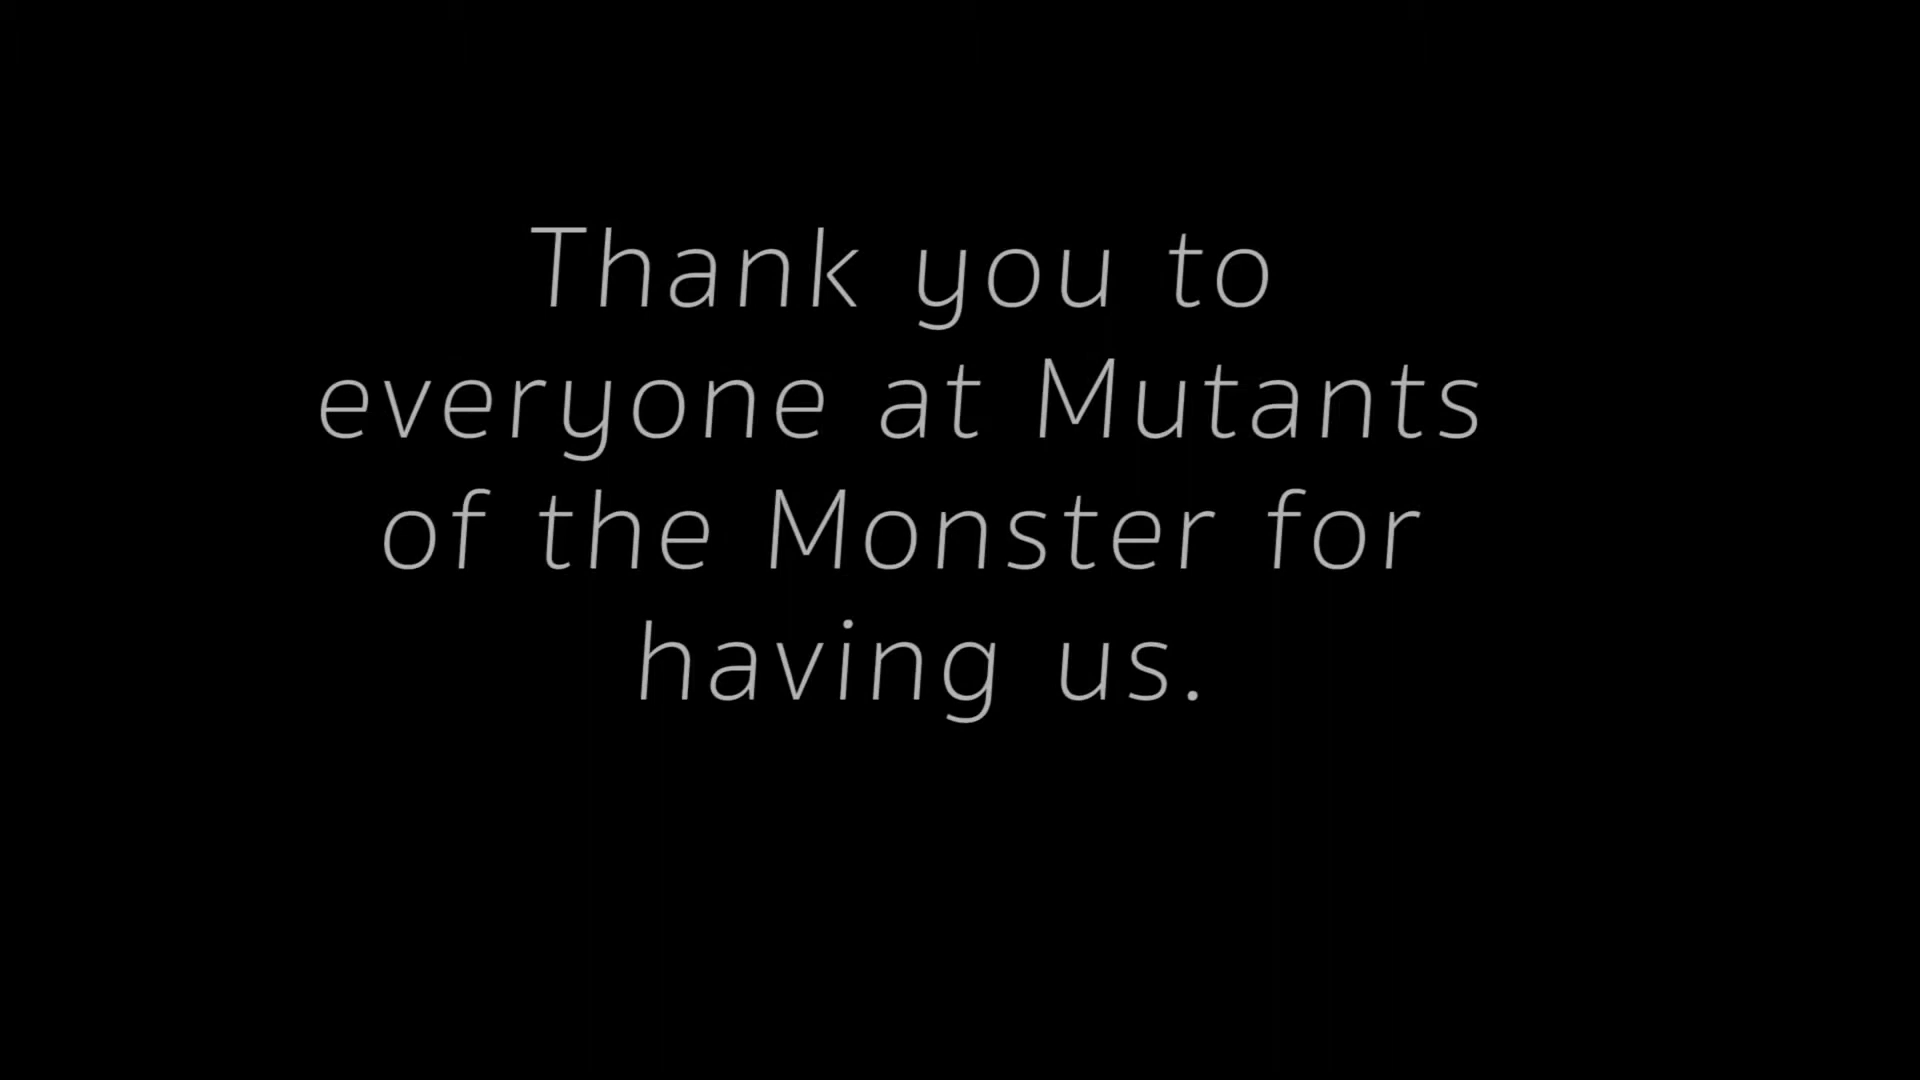 Thank you to
everyone at Mutants
of the Monster for
having us.